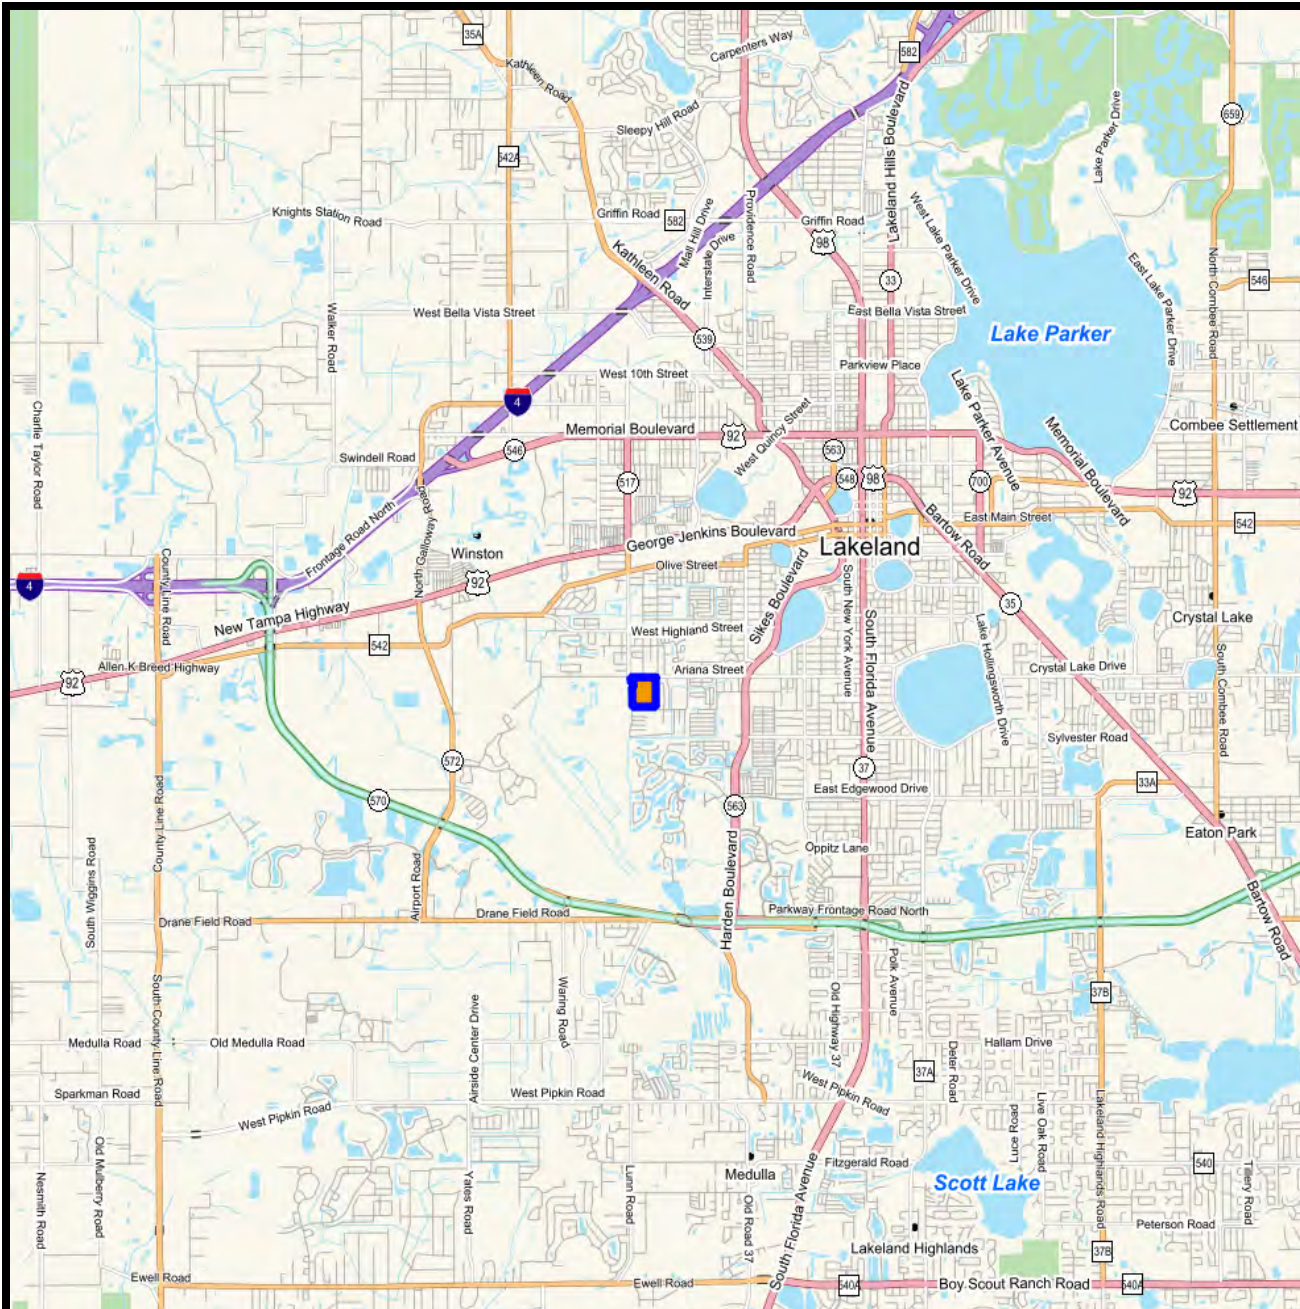 35A
Carpenters Way
582
Kathleen Road
Sleepy Hill Road
Lakeland Hills Boulevard
Lake Parker Drive
659
542A
Knights Station Road
Griffin Road
582
Mall Hill Drive
Providence Road
Griffin Road
98
West Lake Parker Drive
Kathleen Road
Interstate Drive
33
East Lake Parker Drive
North Combee Road
546
Walker Road
West Bella Vista Street
East Bella Vista Street
539
Lake Parker
West 10th Street
Parkview Place
4
Charlie Taylor Road
Memorial Boulevard
92
West Quincy Street
Lake Parker Avenue
Memorial Boulevard
Combee Settlement
Swindell Road
546
563
517
548
98
700
92
Frontage Road North
North Galloway Road
George Jenkins Boulevard
Bartow Road
East Main Street
542
Winston
Lakeland
Olive Street
4
County Line Road
92
Sikes Boulevard
South New York Avenue
South Florida Avenue
35
New Tampa Highway
West Highland Street
Lake Hollingsworth Drive
Crystal Lake
542
Allen K Breed Highway
Ariana Street
Crystal Lake Drive
92
South Combee Road
Sylvester Road
572
37
County Line Road
570
East Edgewood Drive
33A
563
Eaton Park
South Wiggins Road
Oppitz Lane
Airport Road
Harden Boulevard
Drane Field Road
Drane Field Road
Parkway Frontage Road North
Bartow Road
Polk Avenue
South County Line Road
Waring Road
Airside Center Drive
Old Highway 37
37B
Medulla Road
Old Medulla Road
Hallam Drive
37A
Deter Road
Sparkman Road
West Pipkin Road
West Pipkin Road
West Pipkin Road
Live Oak Road
Luce Road
Lakeland Highlands Road
Old Mulberry Road
Nesmith Road
Yates Road
Lunn Road
Medulla
Fitzgerald Road
540
Tillery Road
Scott Lake
Old Road 37
South Florida Avenue
Peterson Road
Lakeland Highlands
37B
Ewell Road
Ewell Road
540A
Boy Scout Ranch Road
540A